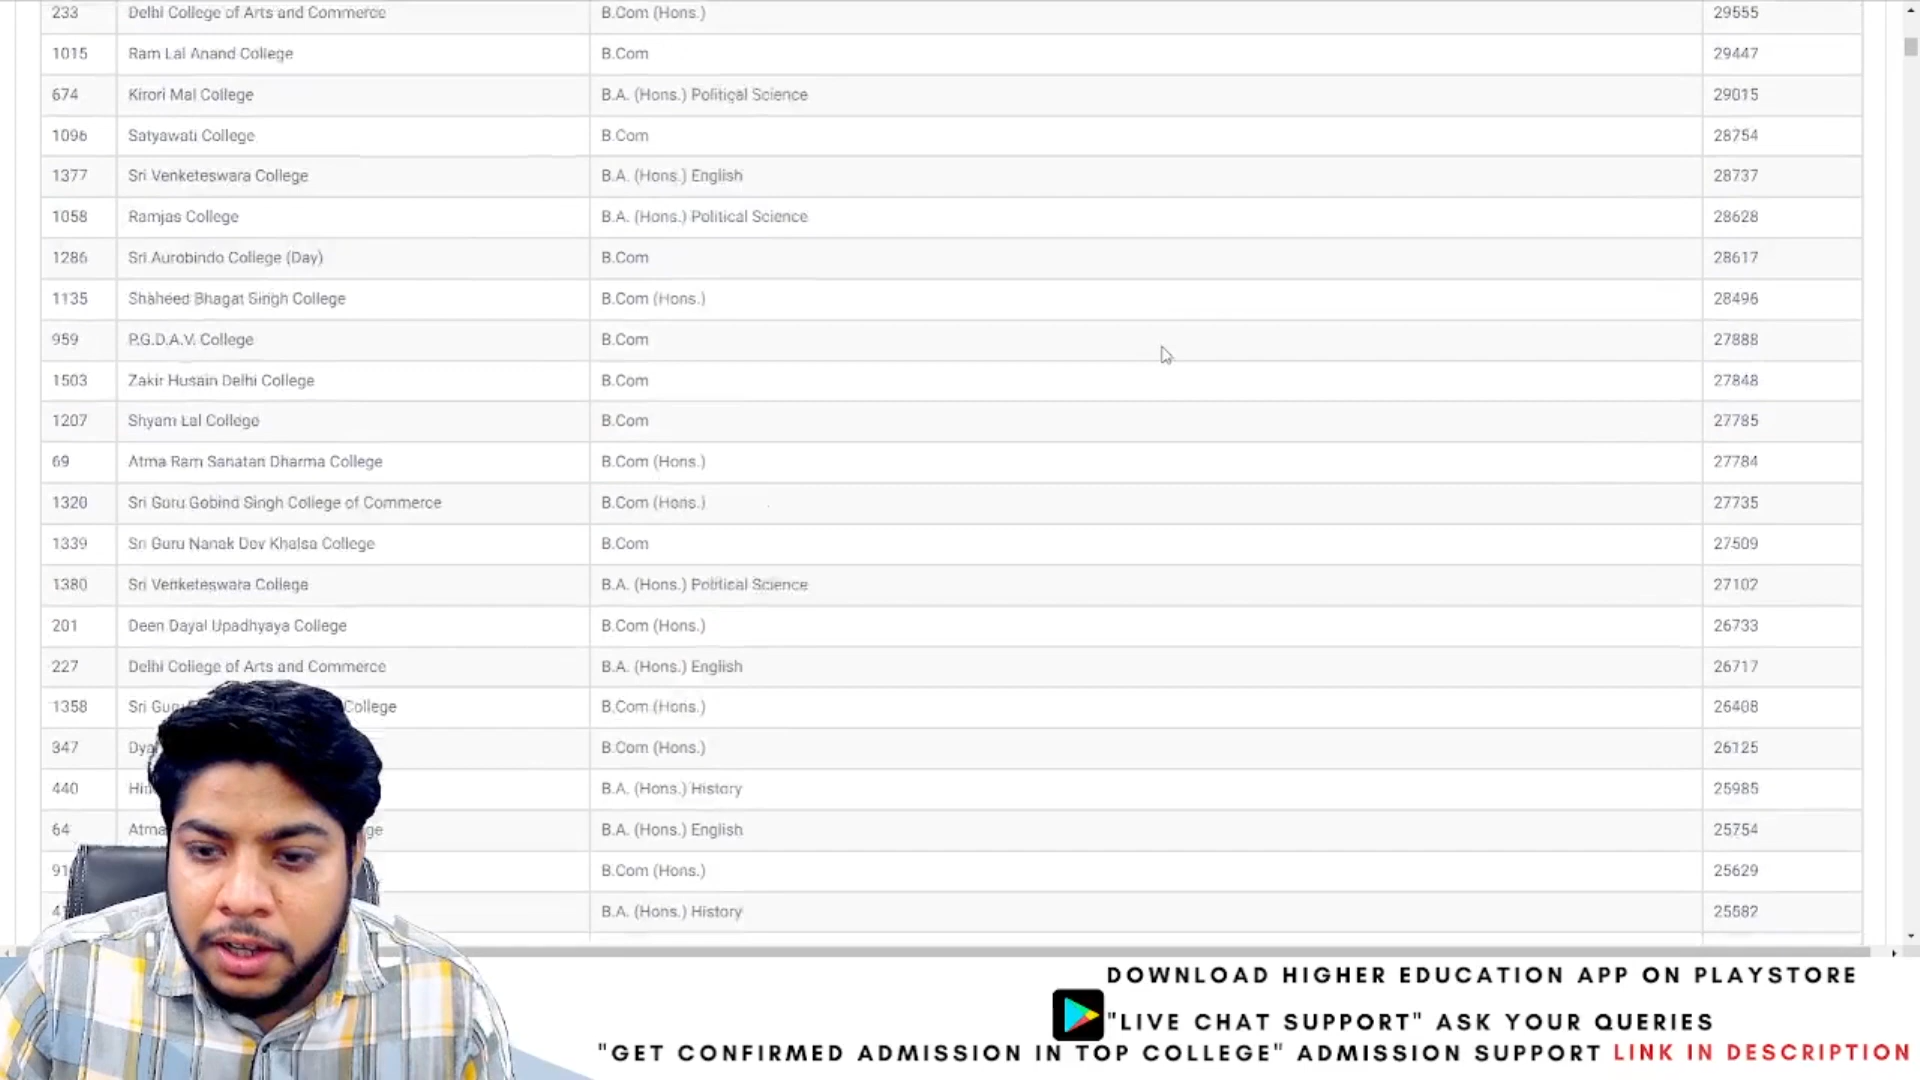 233 Delhi College of Arts and Commerce B.Com (Hons.) 29555
1015 Ram Lal Anand College B.Com 29447
674 Kirori Mal College B.A. (Hons.) Political Science 29015
1096 Satyawati College B.Com 28754
1377 Sri Venketeswara College B.A. (Hons.) English 28737
1058 Ramjas College B.A. (Hons.) Political Science 28628
1286 Sri Aurobindo College (Day) B.Com 28617
1135 Shaheed Bhagat Singh College B.Com (Hons.) 28496
959 P.G.D.A.V. College B.Com 27888
1503 Zakir Husain Delhi College B.Com 27848
1207 Shyam Lal College B.Com 27785
69 Atma Ram Sanatan Dharma College B.Com (Hons.) 27784
1320 Sri Guru Gobind Singh College of Commerce B.Com (Hons.) 27735
1339 Sri Guru Nanak Dev Khalsa College B.Com 27509
1380 Sri Venketeswara College B.A. (Hons.) Political Science 27102
201 Deen Dayal Upadhyaya College B.Com (Hons.) 26733
227 Delhi College of Arts and Commerce B.A. (Hons.) English 26717
1358 Sri College B.Com (Hons.) 26408
347 B.Com (Hons.) 26125
440 B.A. (Hons.) History 25985
64 B.A. (Hons.) English 25754
B.Com (Hons.) 25629
B.A. (Hons.) History 25582
DOWNLOAD HIGHER EDUCATION APP ON PLAYSTORE
"LIVE CHAT SUPPORT" ASK YOUR QUERIES
"GET CONFIRMED ADMISSION IN TOP COLLEGE" ADMISSION SUPPORT LINK IN DESCRIPTION